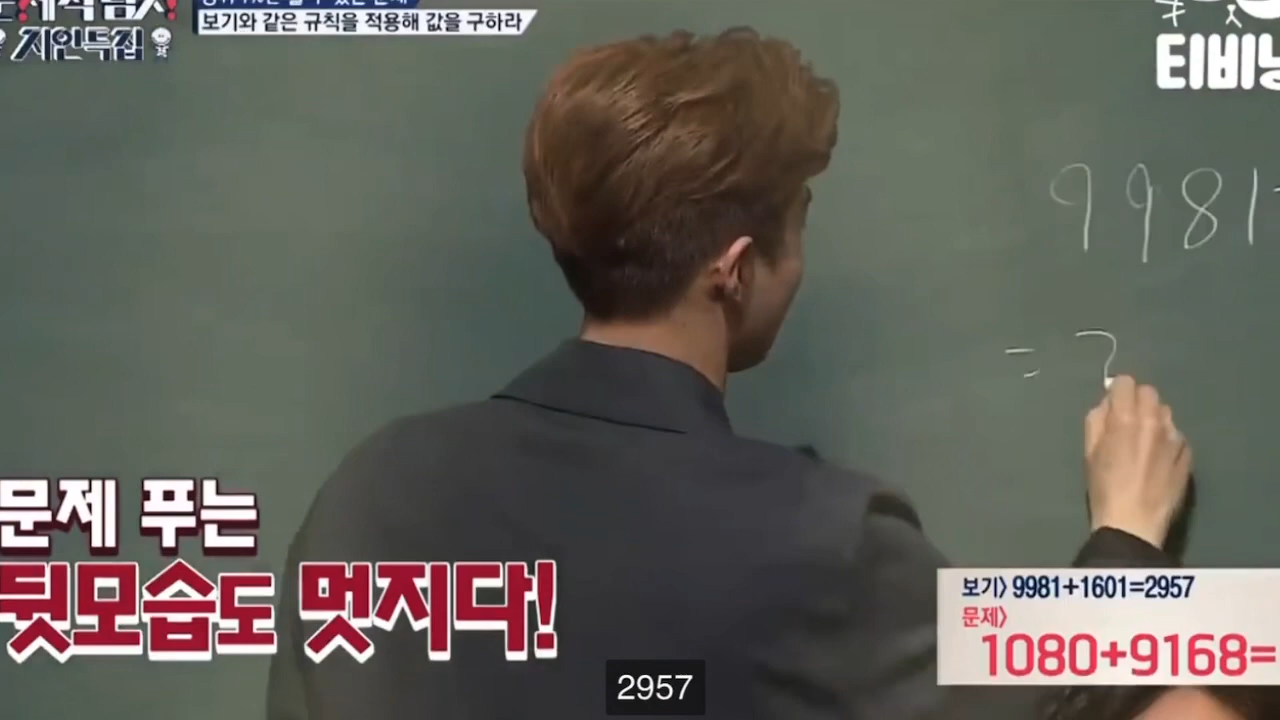 지인특집
보기와 같은 규칙을 적용해 값을 구하라
티비냥
9981
= ?
문제 푸는
뒷모습도 멋지다!
보기> 9981+1601=2957
문제>
1080+9168=
2957